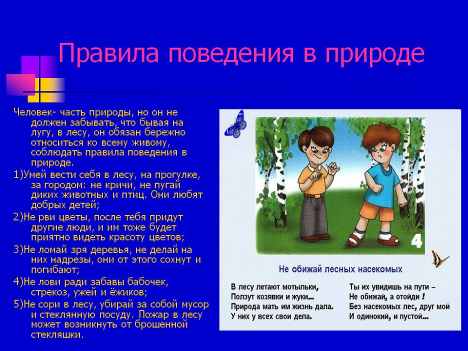 Правила поведения в природе
Человек- часть природы, но он не
должен забывать, что бывая на
лугу, в лесу, он обязан бережно
относиться ко всему живому,
соблюдать правила поведения в
природе.
1)Умей вести себя в лесу, на прогулке,
за городом: не кричи, не пугай
диких животных и птиц. Они любят
добрых детей;
2)Не рви цветы, после тебя придут
другие люди, и им тоже будет
приятно видеть красоту цветов;
3)Не ломай зря деревья, не делай на
них надрезы, они от этого сохнут и
погибают;
4)Не лови ради забавы бабочек,
стрекоз, ужей и ёжиков;
5)Не сори в лесу, убирай за собой мусор
и стеклянную посуду. Пожар в лесу
может возникнуть от брошенной
стекляшки.
4
Не обижай лесных насекомых
В лесу летают мотыльки,
Ползут козявки и жуки...
Природа мать им жизнь дала.
У них у всех свои дела.
Ты их увидишь на пути –
Не обижай, а отойди !
Без насекомых лес, друг мой
И одинокий, и пустой...